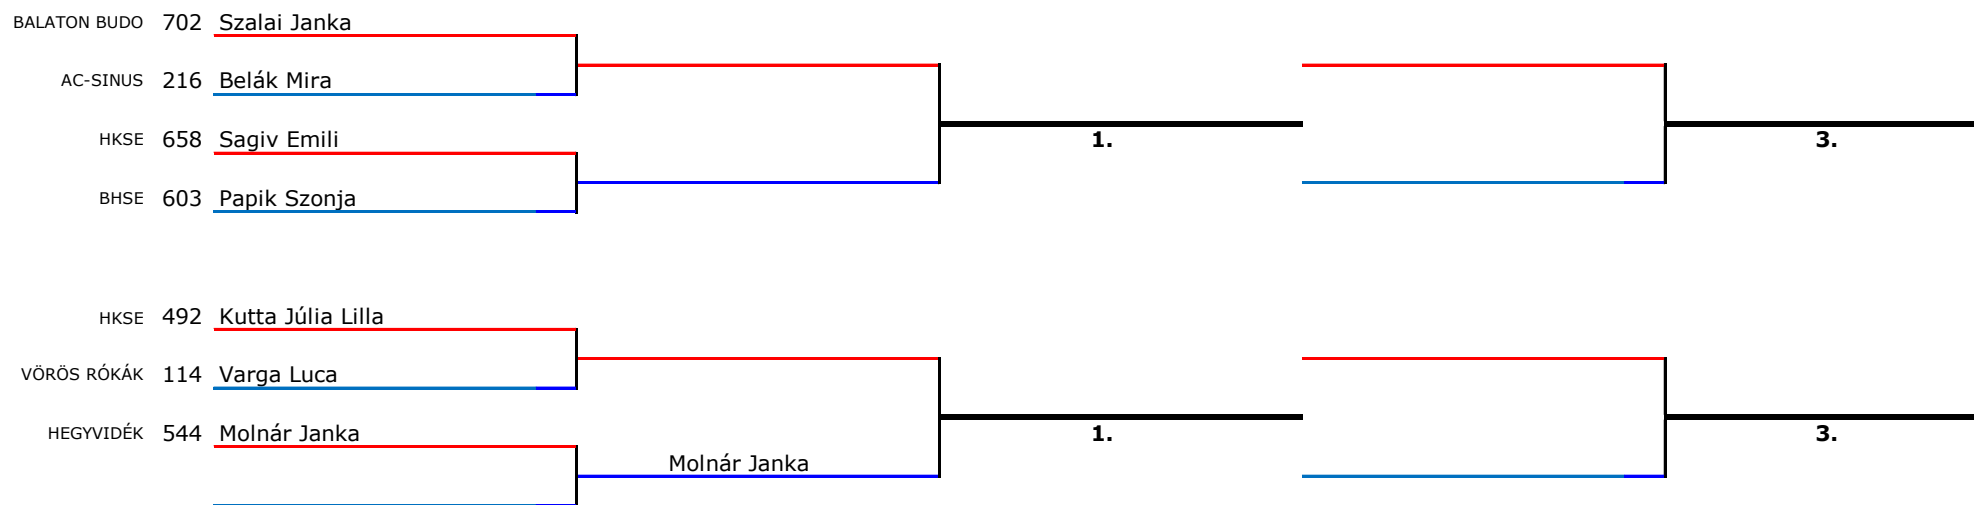 BALATON BUDO 702 Szalai Janka
AC-SINUS 216 Belák Mira
HKSE 658 Sagiv Emili 1. 3.
BHSE 603 Papik Szonja
HKSE 492 Kutta Júlia Lilla
VÖRÖS RÓKÁK 114 Varga Luca
HEGYVIDÉK 544 Molnár Janka 1. 3.
Molnár Janka